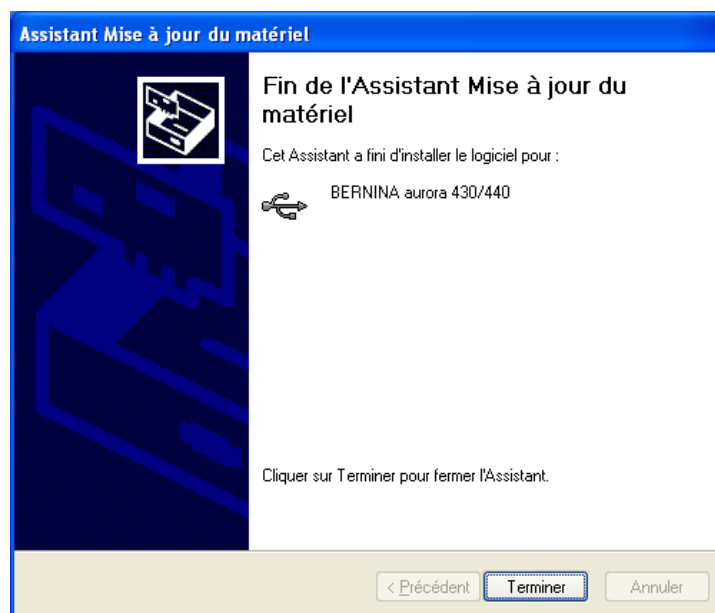 Assistant Mise à jour du matériel
Fin de l'Assistant Mise à jour du
matériel
Cet Assistant a fini d'installer le logiciel pour :
BERNINA aurora 430/440
Cliquer sur Terminer pour fermer l'Assistant.
< Précédent Terminer Annuler